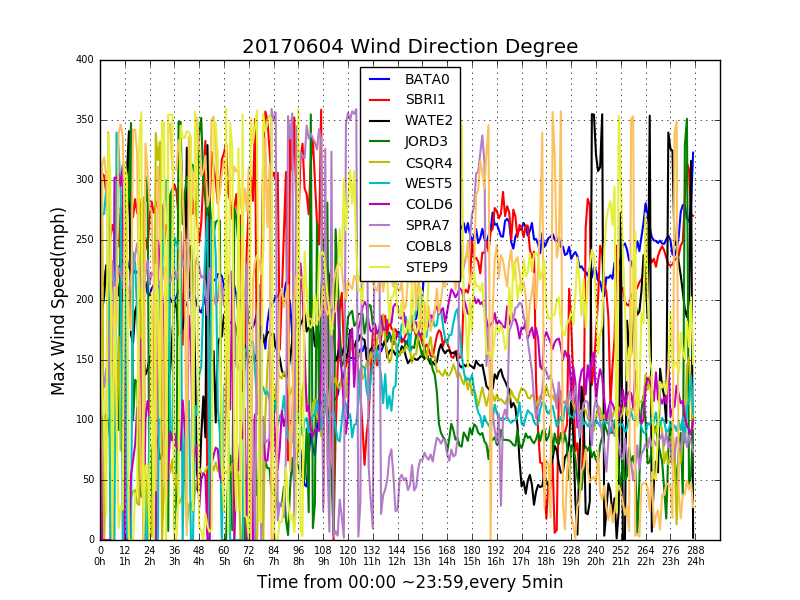 20170604 Wind Direction Degree
BATA0
SBRI1
WATE2
JORD3
CSQR4
WEST5
COLD6
SPRA7
COBL8
STEP9
Max Wind Speed(mph)
400
350
300
250
200
150
100
50
0
0 12 24 36 48 60 72 84 96 108 120 132 144 156 168 180 192 204 216 228 240 252 264 276 288
0h 1h 2h 3h 4h 5h 6h 7h 8h 9h 10h 11h 12h 13h 14h 15h 16h 17h 18h 19h 20h 21h 22h 23h 24h
Time from 00:00 ~23:59,every 5min